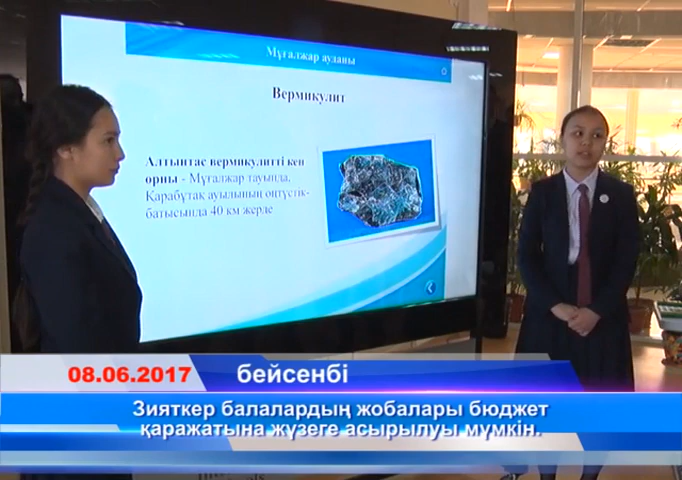 Мұғалжар ауданы
Вермикулит
Алтынтас вермикулитті кен
орны - Мұғалжар тауында,
Қарабұтақ ауылының оңтүстік-
батысында 40 км жерде
08.06.2017
бейсенбі
Зияткер балалардың жобалары бюджет
қаражатына жүзеге асырылуы мүмкін.